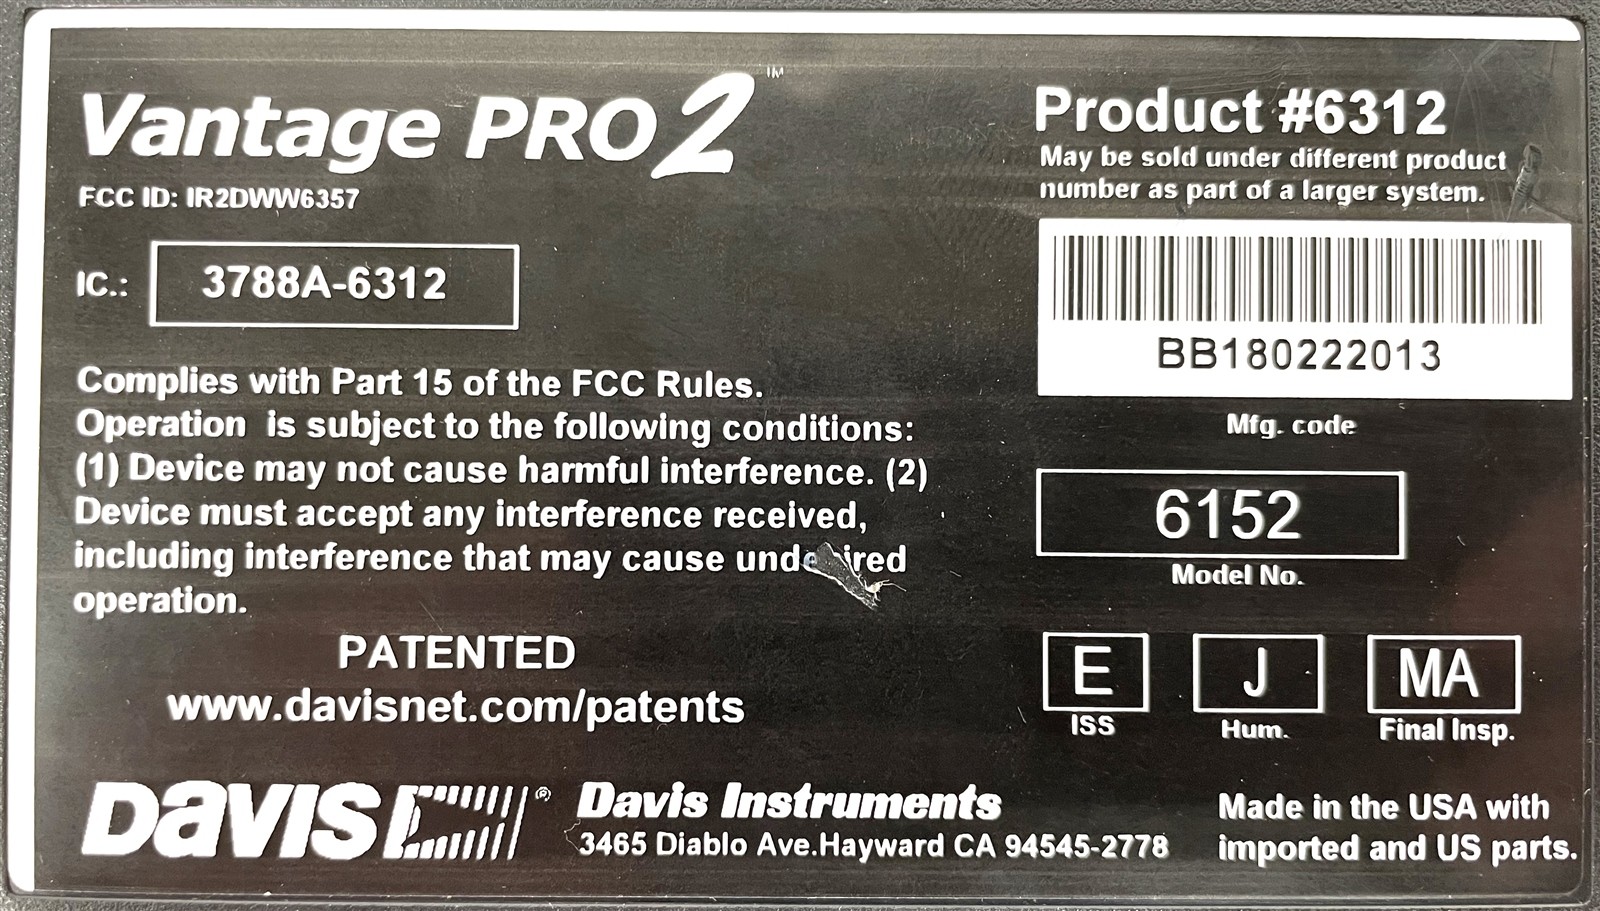 Vantage PRO2™
FCC ID: IR2DWW6357
IC.: 3788A-6312
Complies with Part 15 of the FCC Rules.
Operation is subject to the following conditions:
(1) Device may not cause harmful interference. (2)
Device must accept any interference received,
including interference that may cause
operation.
PATENTED
www.davisnet.com/patents
Product #6312
May be sold under different product
number as part of a larger system.
BB180222013
Mfg. code
6152
Model No.
E J MA
ISS Hum. Final Insp.
DAVIS®
Davis Instruments
3465 Diablo Ave.Hayward CA 94545-2778
Made in the USA with
imported and US parts.